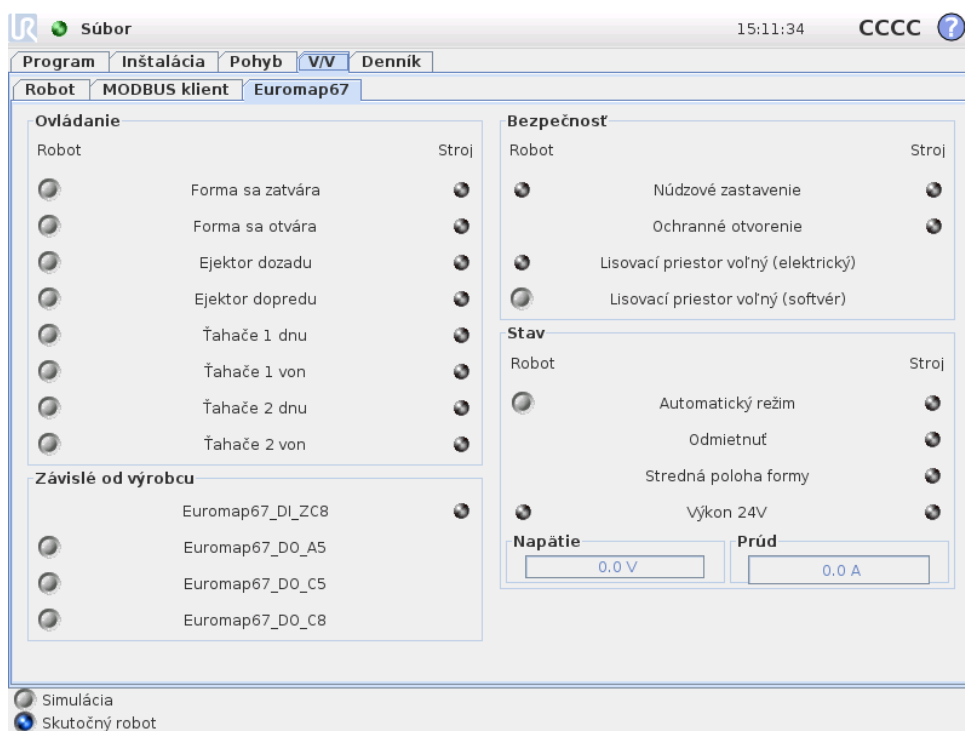 UR Súbor 15:11:34 CCCC ?
Program Inštalácia Pohyb V/V Denník
Robot MODBUS klient Euromap67
Ovládanie
Robot Stroj
Forma sa zatvára
Forma sa otvára
Ejektor dozadu
Ejektor dopredu
Ťahače 1 dnu
Ťahače 1 von
Ťahače 2 dnu
Ťahače 2 von
Závislé od výrobcu
Euromap67_DI_ZC8
Euromap67_DO_A5
Euromap67_DO_C5
Euromap67_DO_C8
Bezpečnosť
Robot Stroj
Núdzové zastavenie
Ochranné otvorenie
Lisovací priestor voľný (elektrický)
Lisovací priestor voľný (softvér)
Stav
Robot Stroj
Automatický režim
Odmietnuť
Stredná poloha formy
Výkon 24V
Napätie Prúd
0.0 V 0.0 A
Simulácia
Skutočný robot